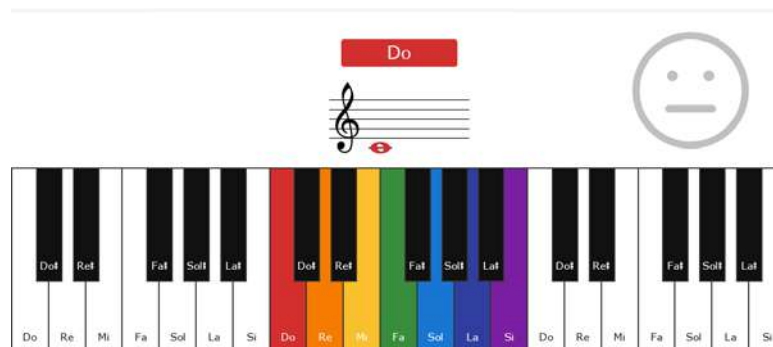 Do
Do# Re# Fa# Sol# La# Do# Re# Fa# Sol# La# Do# Re# Fa# Sol# La#
Do Re Mi Fa Sol La Si Do Re Mi Fa Sol La Si Do Re Mi Fa Sol La Si